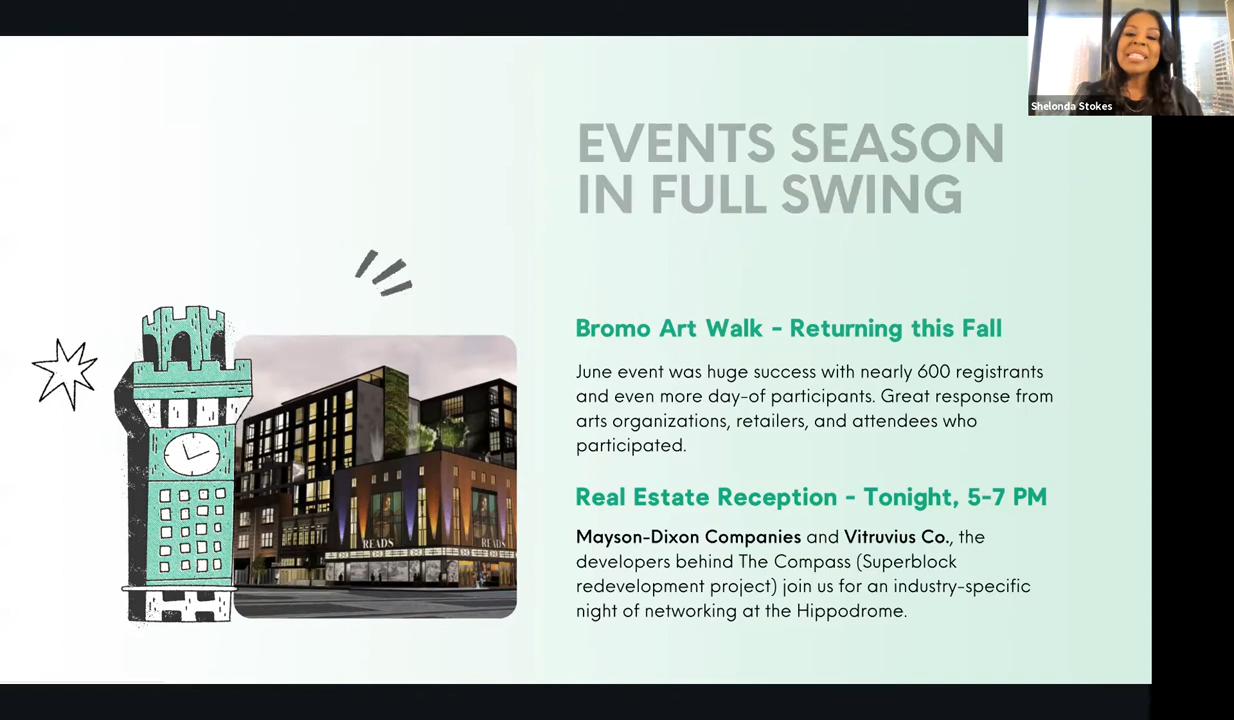 Shelonda Stokes
EVENTS SEASON
IN FULL SWING
Bromo Art Walk - Returning this Fall
June event was huge success with nearly 600 registrants
and even more day-of participants. Great response from
arts organizations, retailers, and attendees who
participated.
READS
READS
Real Estate Reception - Tonight, 5-7 PM
Mayson-Dixon Companies and Vitruvius Co., the
developers behind The Compass (Superblock
redevelopment project) join us for an industry-specific
night of networking at the Hippodrome.